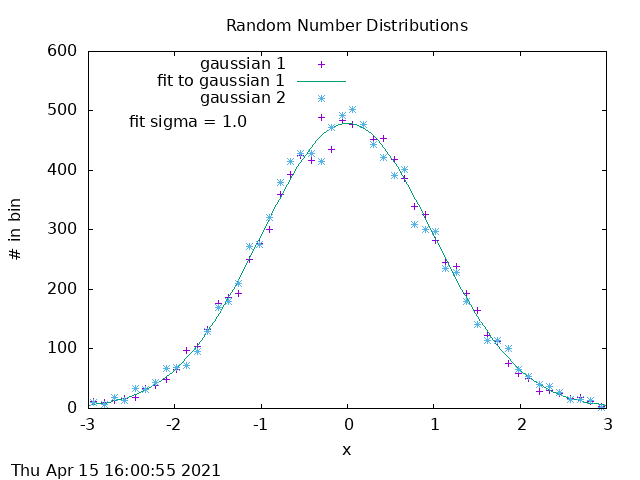 Random Number Distributions
gaussian 1
fit to gaussian 1
gaussian 2
fit sigma = 1.0
# in bin
600
500
400
300
200
100
0
-3 -2 -1 0 1 2 3
x
Thu Apr 15 16:00:55 2021